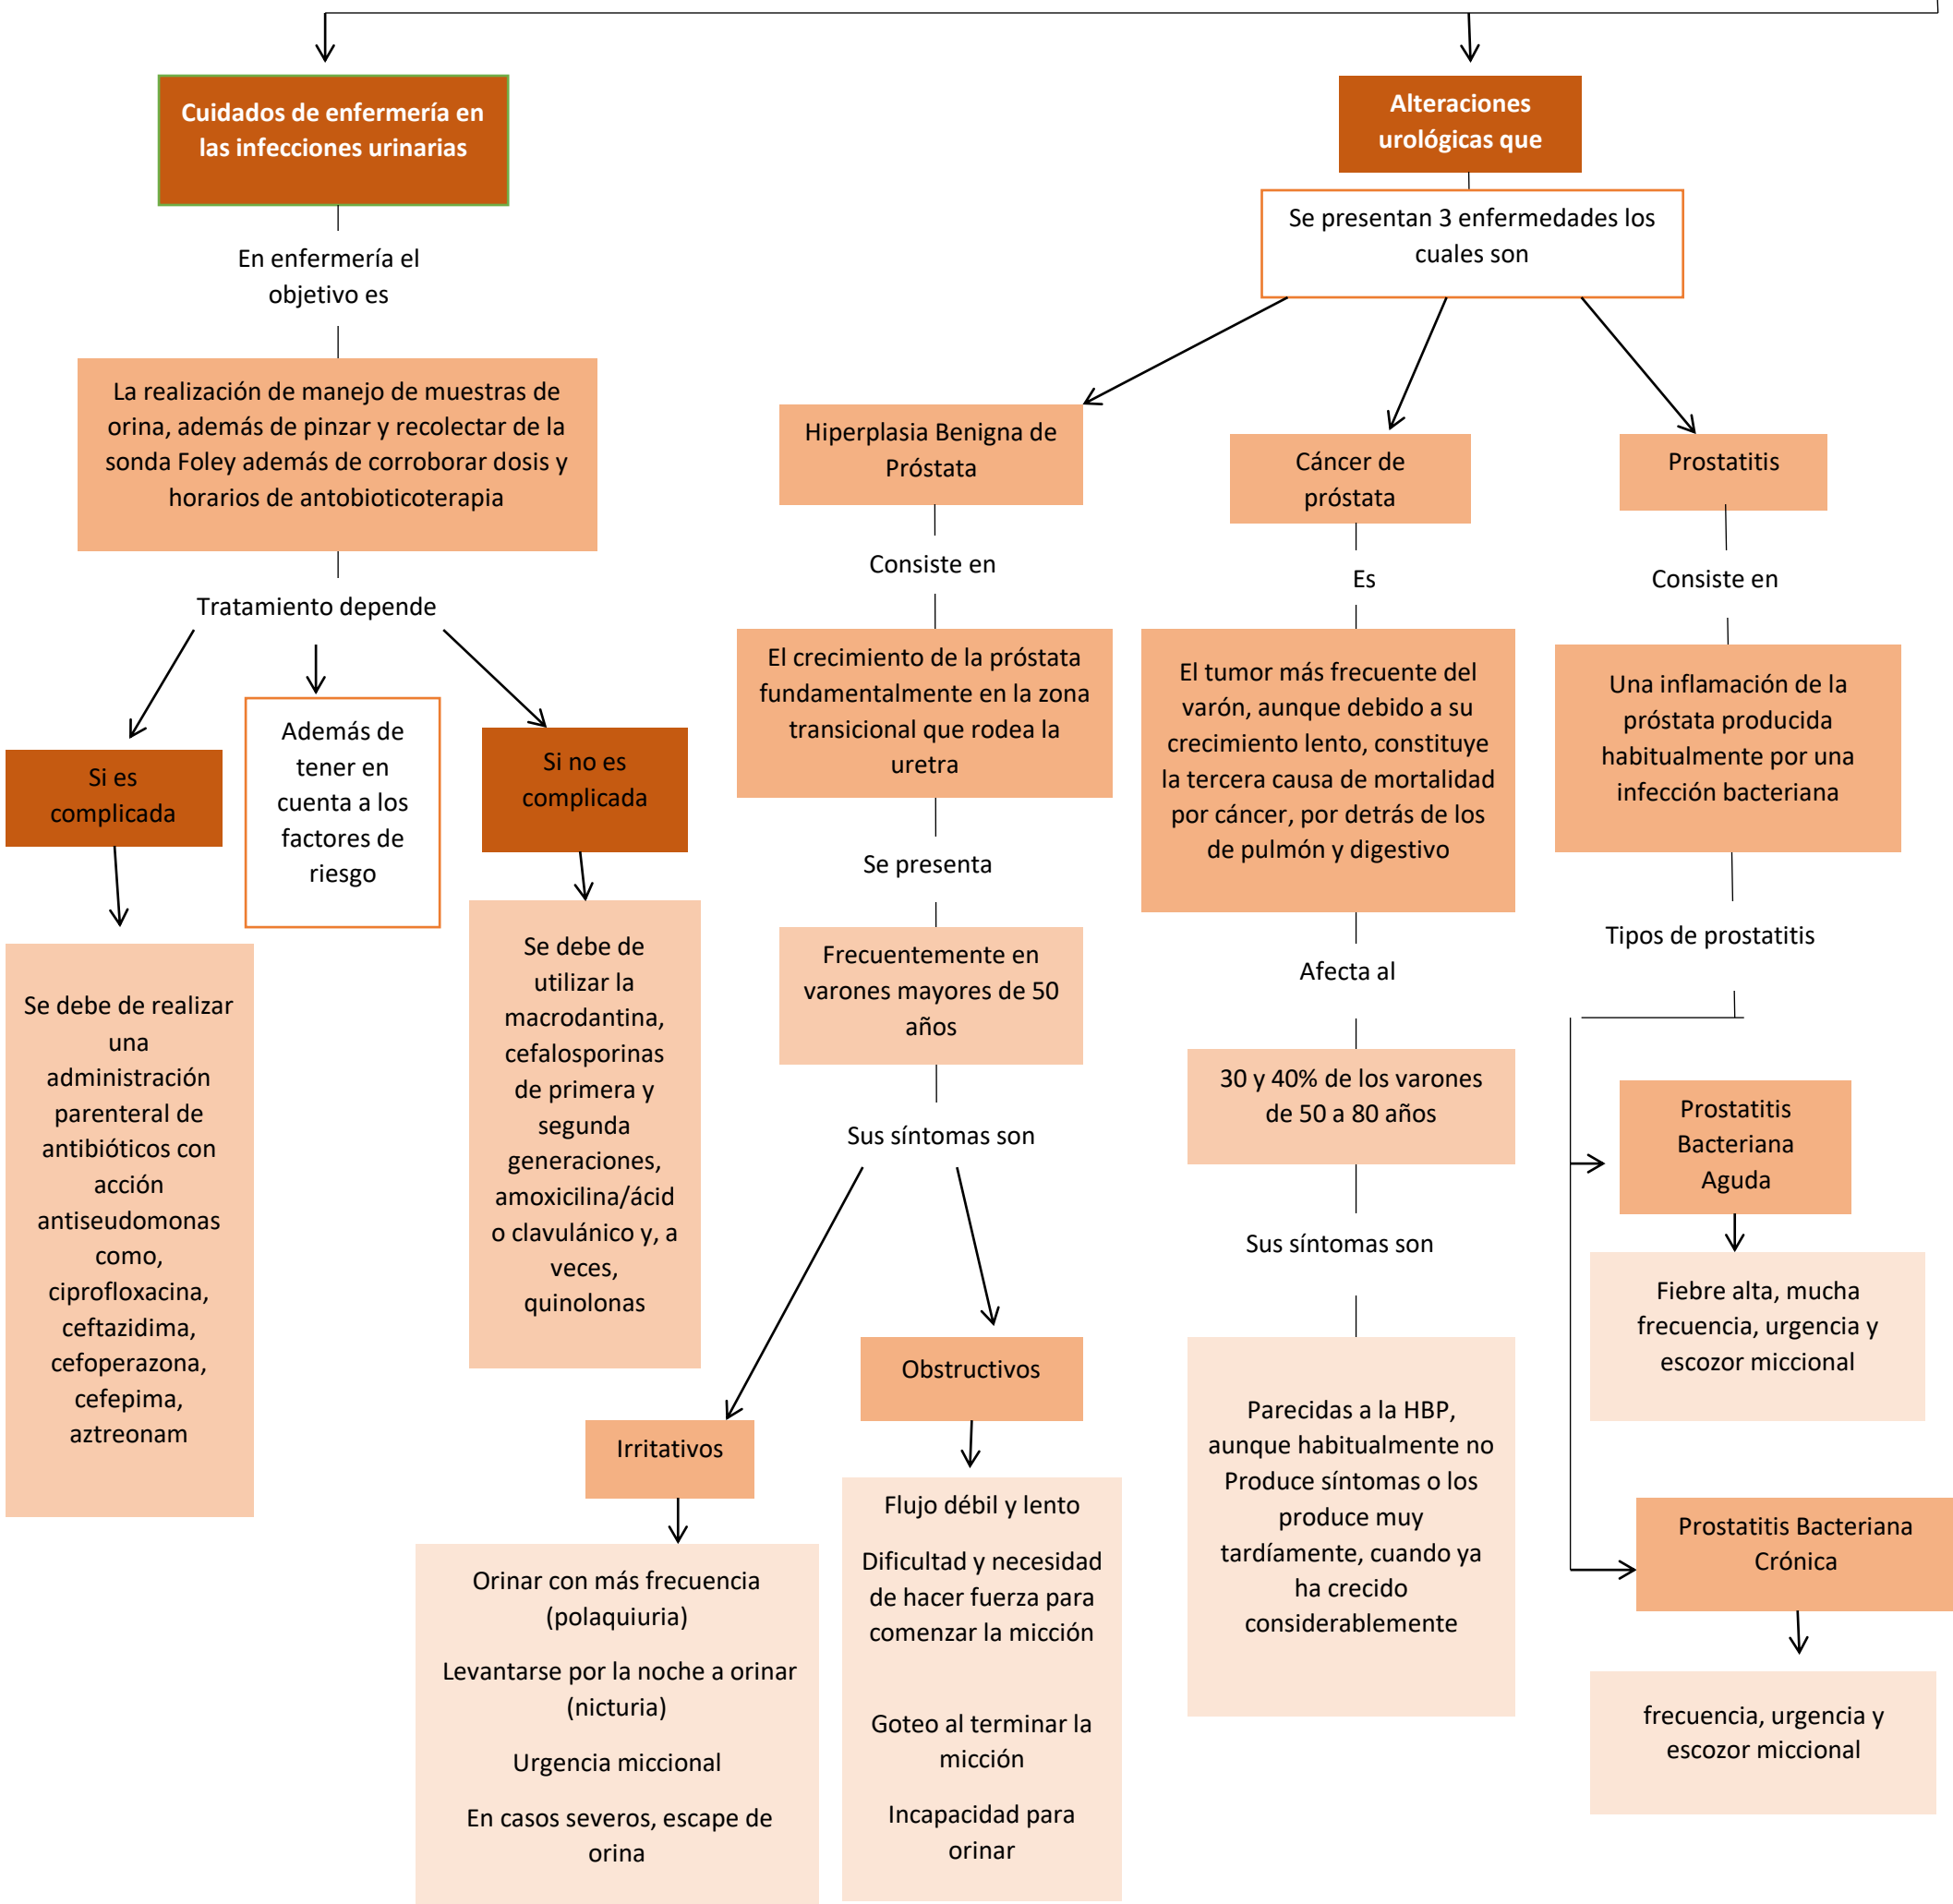 Cuidados de enfermería en
las infecciones urinarias
En enfermería el
objetivo es
La realización de manejo de muestras de
orina, además de pinzar y recolectar de la
sonda Foley además de corroborar dosis y
horarios de antobioticoterapia
Tratamiento depende
Si es
complicada
Además de
tener en
cuenta a los
factores de
riesgo
Si no es
complicada
Se debe de realizar
una
administración
parenteral de
antibióticos con
acción
antiseudomonas
como,
ciprofloxacina,
ceftazidima,
cefoperazona,
cefepima,
aztreonam
Se debe de
utilizar la
macrodantina,
cefalosporinas
de primera y
segunda
generaciones,
amoxicilina/ácid
o clavulánico y, a
veces,
quinolonas
Alteraciones
urológicas que
Se presentan 3 enfermedades los
cuales son
Hiperplasia Benigna de
Próstata
Consiste en
El crecimiento de la próstata
fundamentalmente en la zona
transicional que rodea la
uretra
Se presenta
Frecuentemente en
varones mayores de 50
años
Sus síntomas son
Irritativos
Orinar con más frecuencia
(polaquiuria)
Levantarse por la noche a orinar
(nicturia)
Urgencia miccional
En casos severos, escape de
orina
Obstructivos
Flujo débil y lento
Dificultad y necesidad
de hacer fuerza para
comenzar la micción
Goteo al terminar la
micción
Incapacidad para
orinar
Cáncer de
próstata
Es
El tumor más frecuente del
varón, aunque debido a su
crecimiento lento, constituye
la tercera causa de mortalidad
por cáncer, por detrás de los
de pulmón y digestivo
Afecta al
30 y 40% de los varones
de 50 a 80 años
Sus síntomas son
Parecidas a la HBP,
aunque habitualmente no
Produce síntomas o los
produce muy
tardíamente, cuando ya
ha crecido
considerablemente
Prostatitis
Consiste en
Una inflamación de la
próstata producida
habitualmente por una
infección bacteriana
Tipos de prostatitis
Prostatitis
Bacteriana
Aguda
Fiebre alta, mucha
frecuencia, urgencia y
escozor miccional
Prostatitis Bacteriana
Crónica
frecuencia, urgencia y
escozor miccional